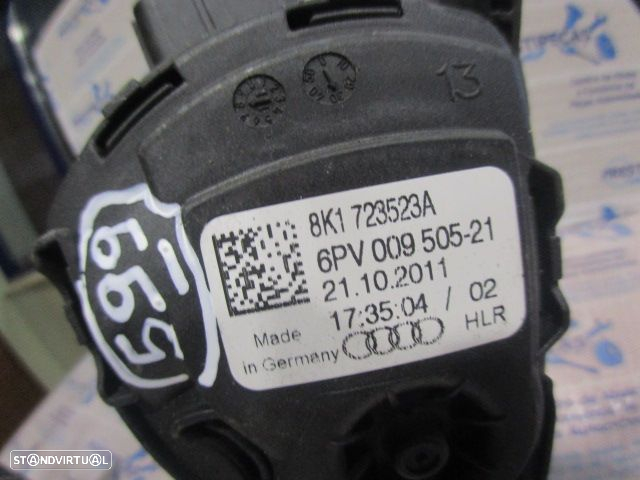 13
8K1 723523A
6PV 009 505-21
21.10.2011
17:35:04 / 02
Made
in Germany
HLR
STANDVIRTUAL